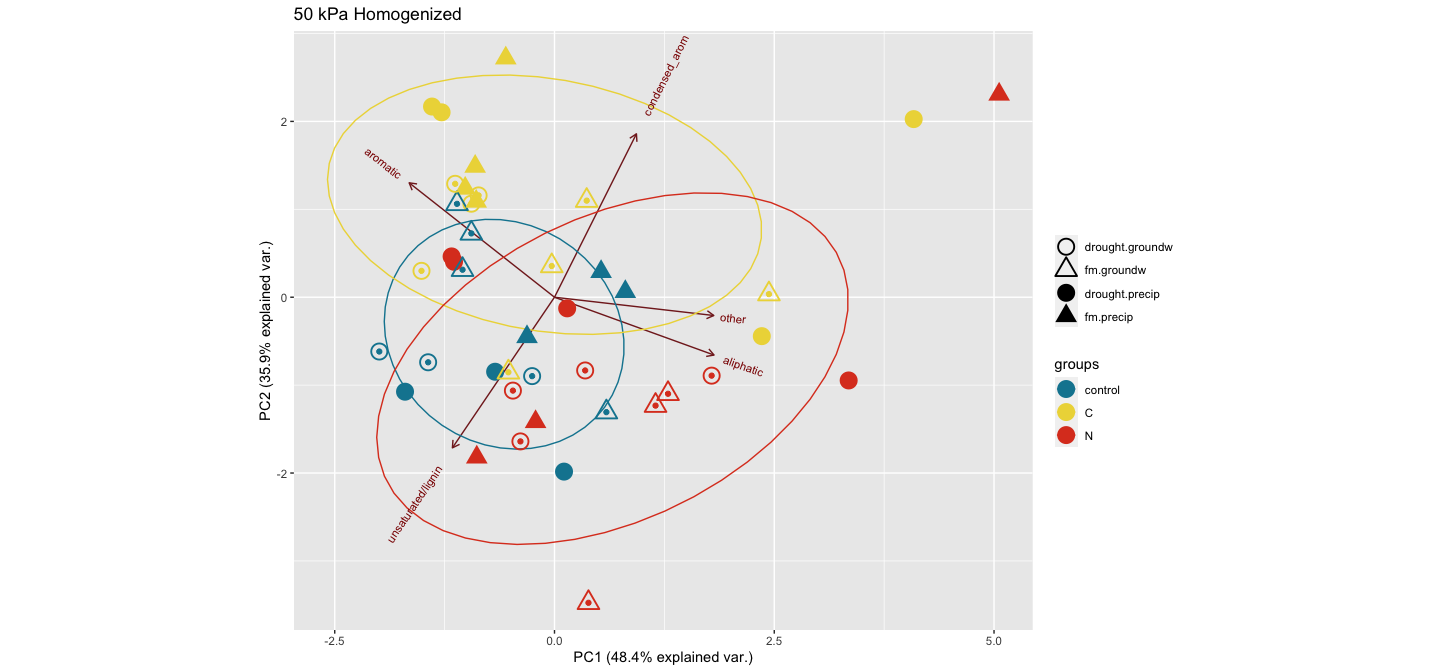 50 kPa Homogenized
condensed_arom
aromatic
other
aliphatic
unsaturated/lignin
2
0
-2
PC2 (35.9% explained var.)
-2.5
0.0
2.5
5.0
PC1 (48.4% explained var.)
drought.groundw
fm.groundw
drought.precip
fm.precip
groups
control
C
N